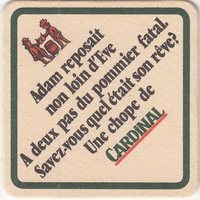 Adam reposait
non loin d'Eve
A deux pas du pommier fatal.
Savez-vous quel était son rêve?
Une chope de
CARDINAL